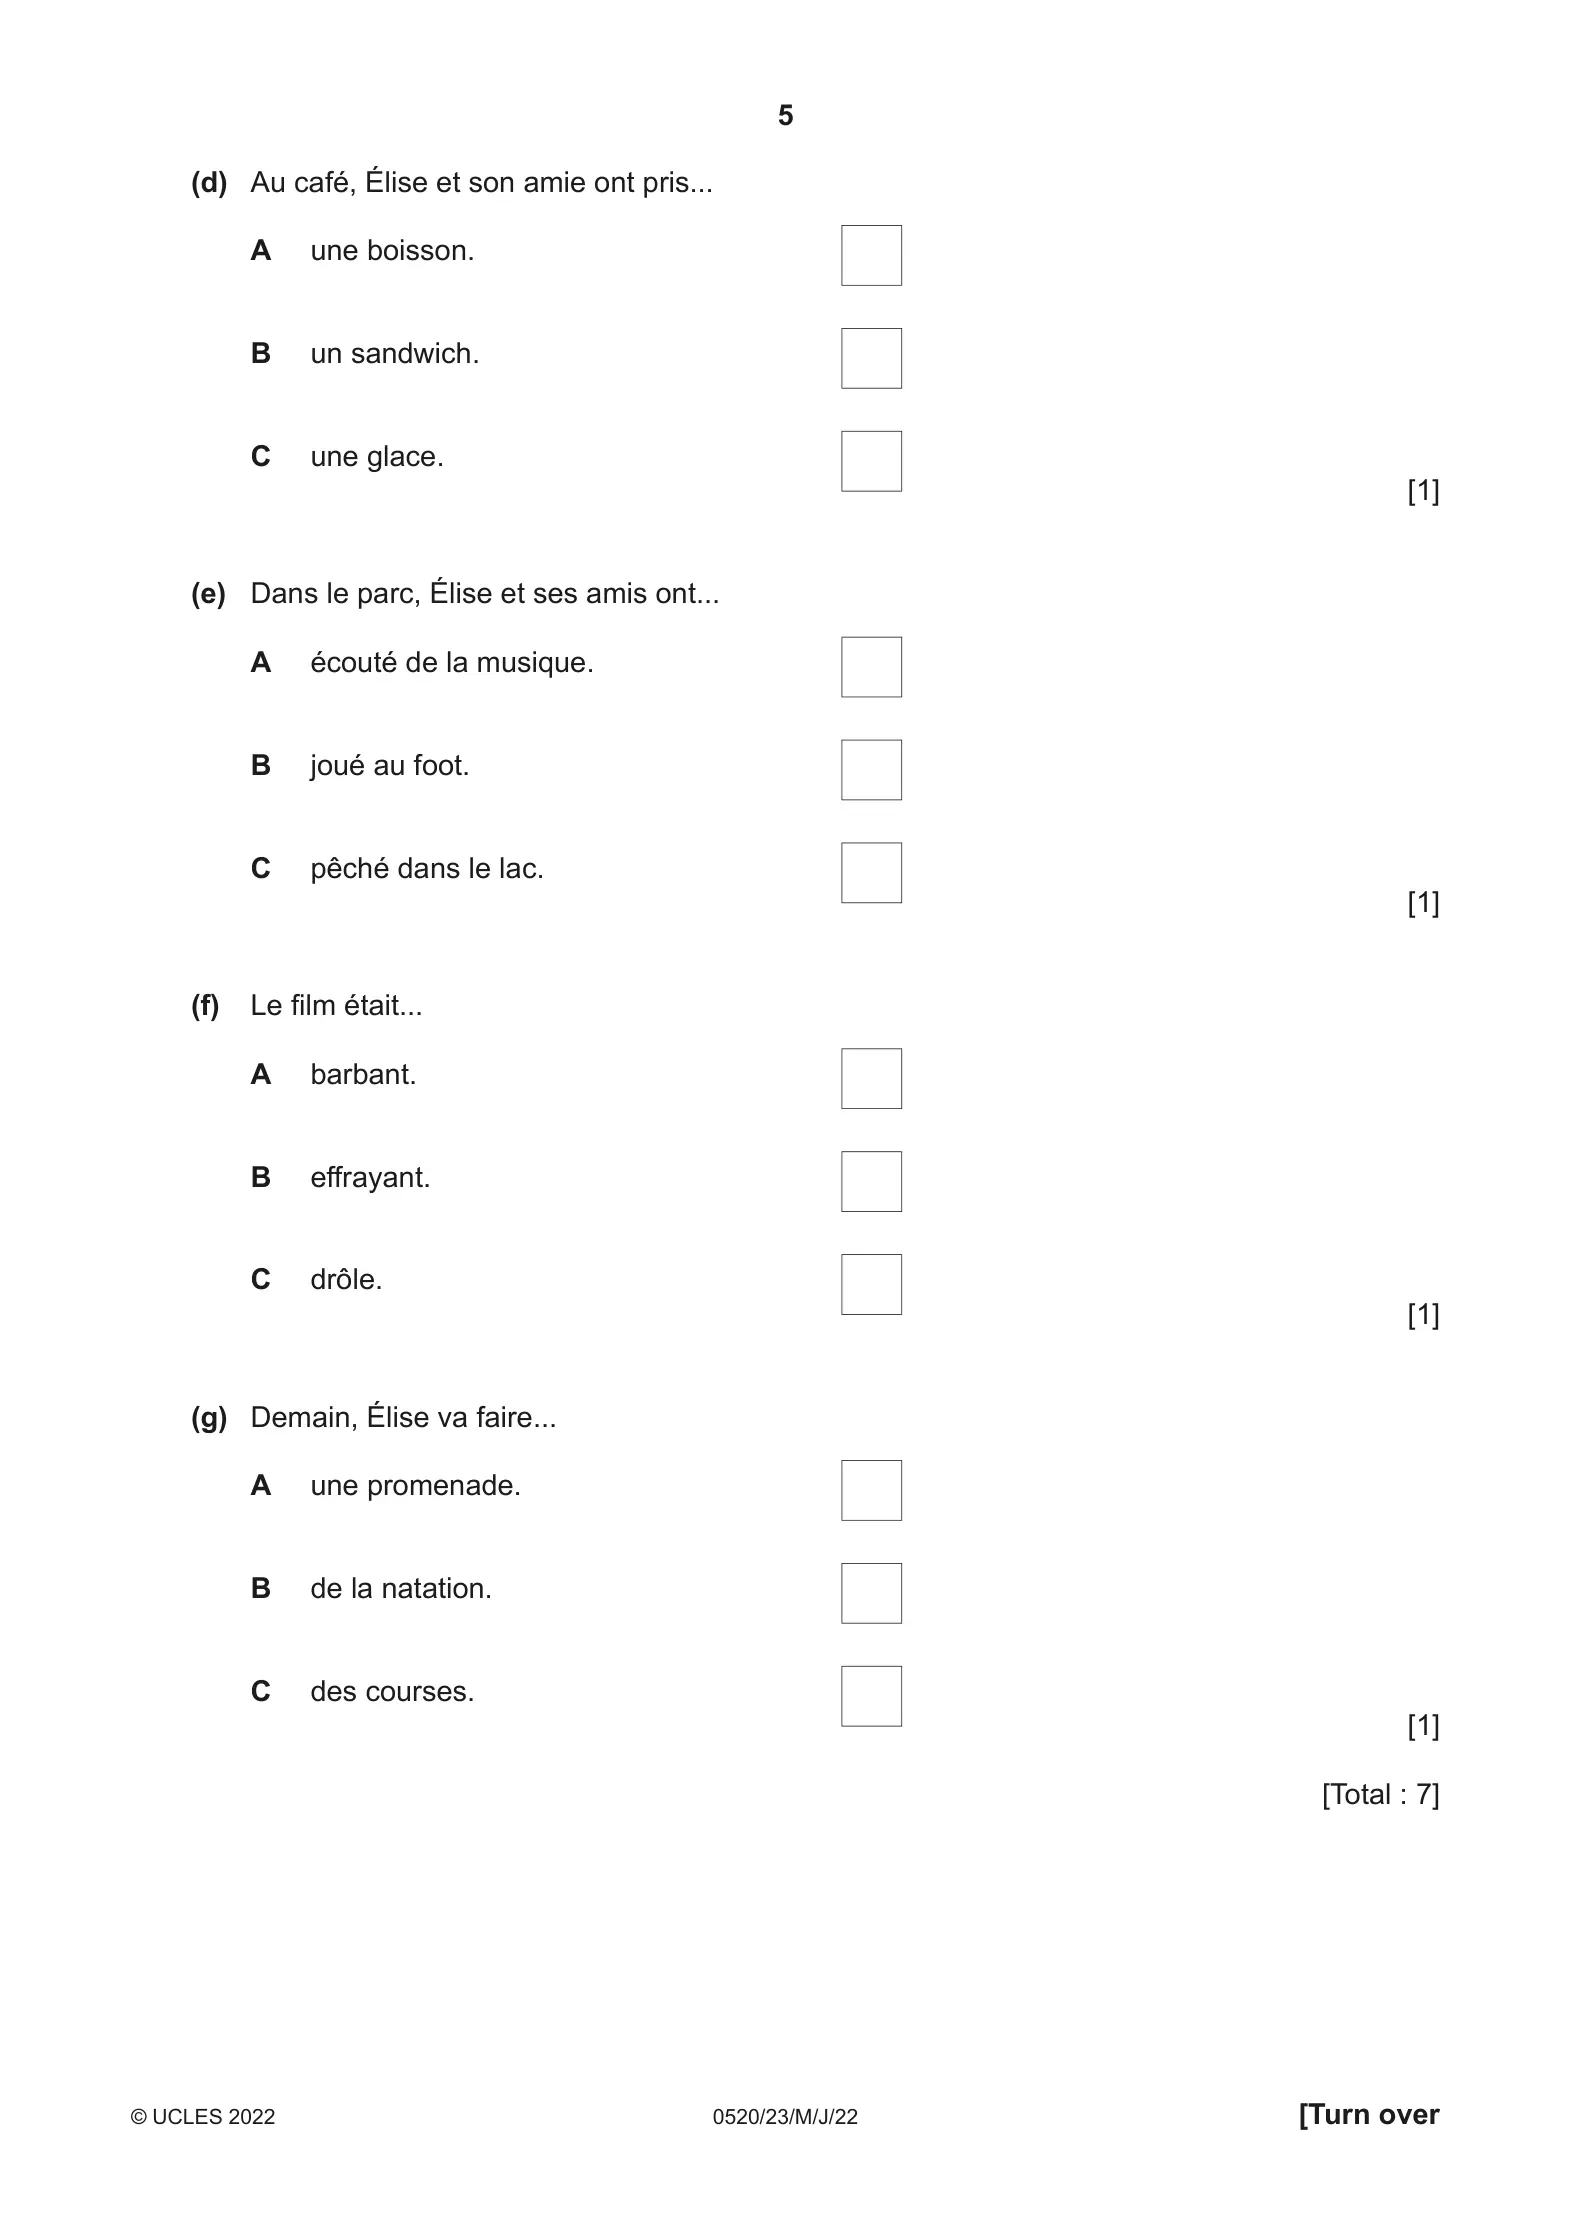 5
(d) Au café, Élise et son amie ont pris...
A une boisson.
B un sandwich.
C une glace.
[1]
(e) Dans le parc, Élise et ses amis ont...
A écouté de la musique.
B joué au foot.
C pêché dans le lac.
[1]
(f) Le film était...
A barbant.
B effrayant.
C drôle.
[1]
(g) Demain, Élise va faire...
A une promenade.
B de la natation.
C des courses.
[1]
[Total : 7]
© UCLES 2022 0520/23/M/J/22 [Turn over